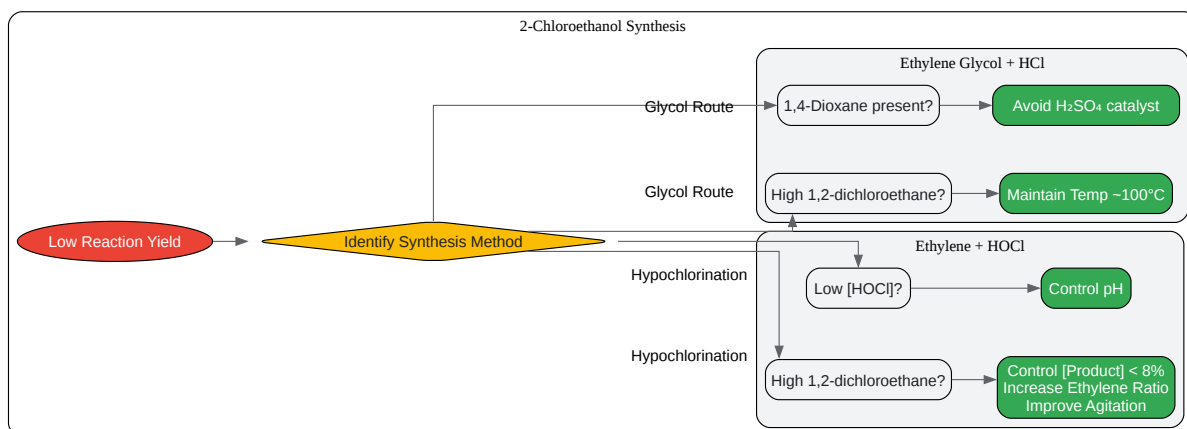 2-Chloroethanol Synthesis
Ethylene Glycol + HCl
Glycol Route
1,4-Dioxane present?
Avoid H₂SO₄ catalyst
Glycol Route
High 1,2-dichloroethane?
Maintain Temp ~100°C
Low Reaction Yield
Identify Synthesis Method
Ethylene + HOCl
Hypochlorination
Low [HOCl]?
Control pH
Hypochlorination
High 1,2-dichloroethane?
Control [Product] < 8%
Increase Ethylene Ratio
Improve Agitation